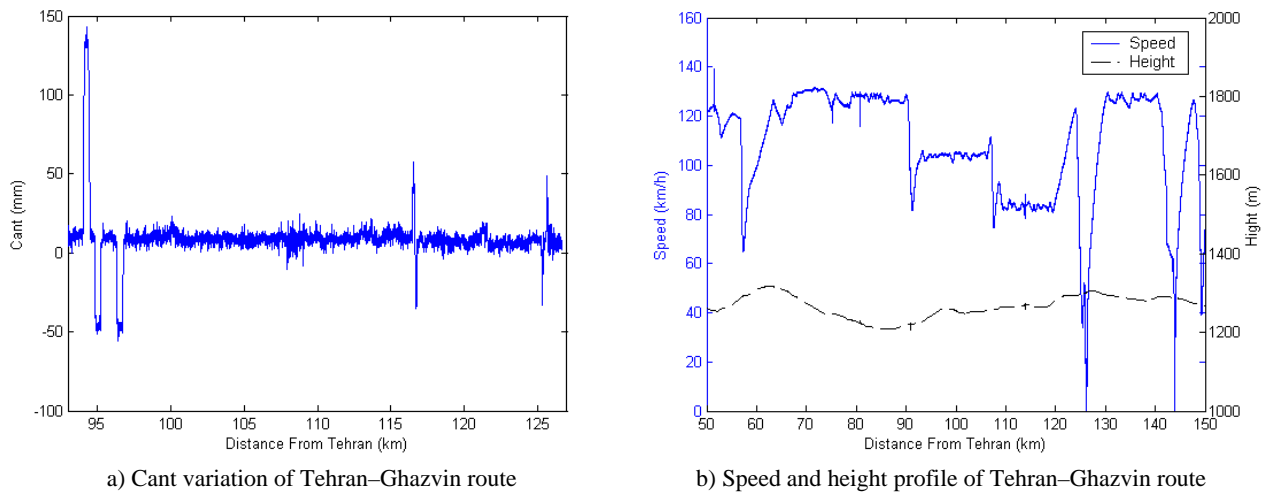 150
100
50
0
-50
-100
Cant (mm)
95 100 105 110 115 120 125
Distance From Tehran (km)
a) Cant variation of Tehran–Ghazvin route
160
140
120
100
80
60
40
20
0
Speed (km/h)
Speed
Height
2000
1800
1600
1400
1200
1000
Hight (m)
50 60 70 80 90 100 110 120 130 140 150
Distance From Tehran (km)
b) Speed and height profile of Tehran–Ghazvin route